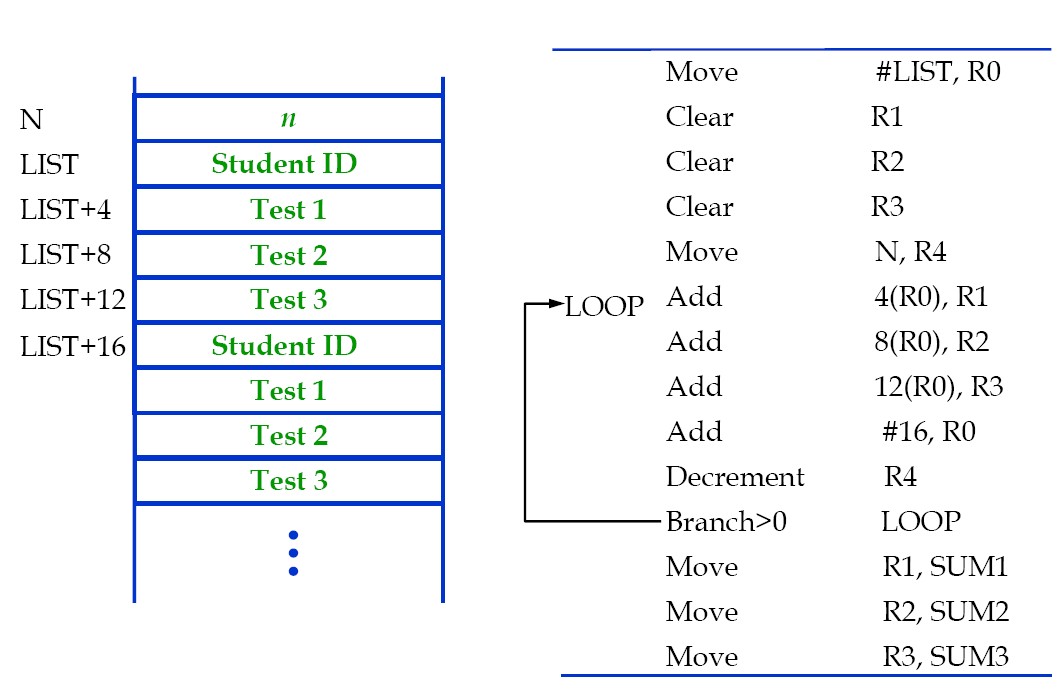 N n
LIST Student ID
LIST+4 Test 1
LIST+8 Test 2
LIST+12 Test 3
LIST+16 Student ID
Test 1
Test 2
Test 3
Move #LIST, R0
Clear R1
Clear R2
Clear R3
Move N, R4
LOOP Add 4(R0), R1
Add 8(R0), R2
Add 12(R0), R3
Add #16, R0
Decrement R4
Branch>0 LOOP
Move R1, SUM1
Move R2, SUM2
Move R3, SUM3